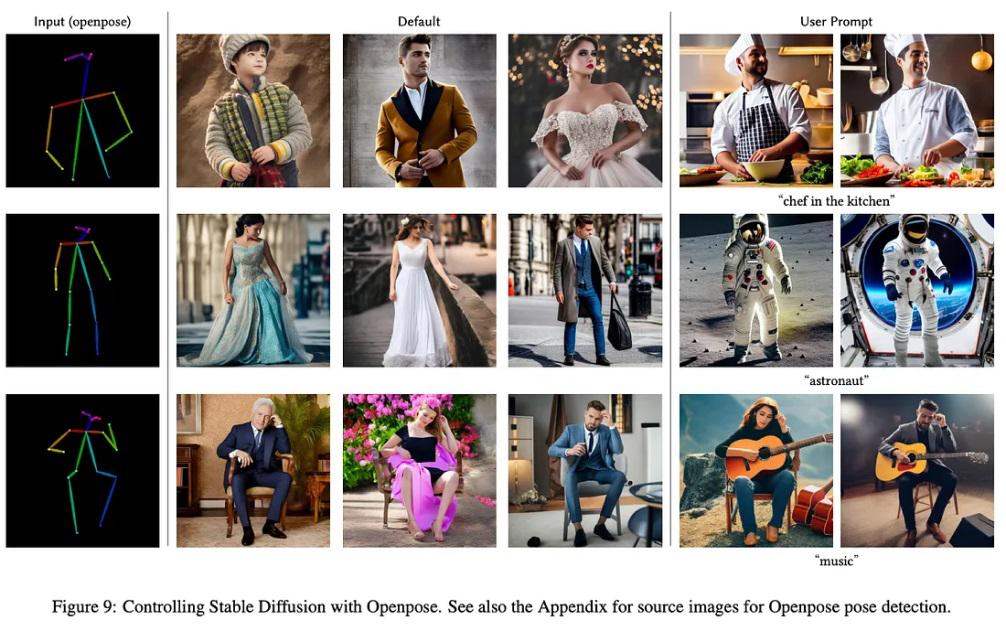 Input (openpose)
Default
User Prompt
“chef in the kitchen”
“astronaut”
“music”
Figure 9: Controlling Stable Diffusion with Openpose. See also the Appendix for source images for Openpose pose detection.